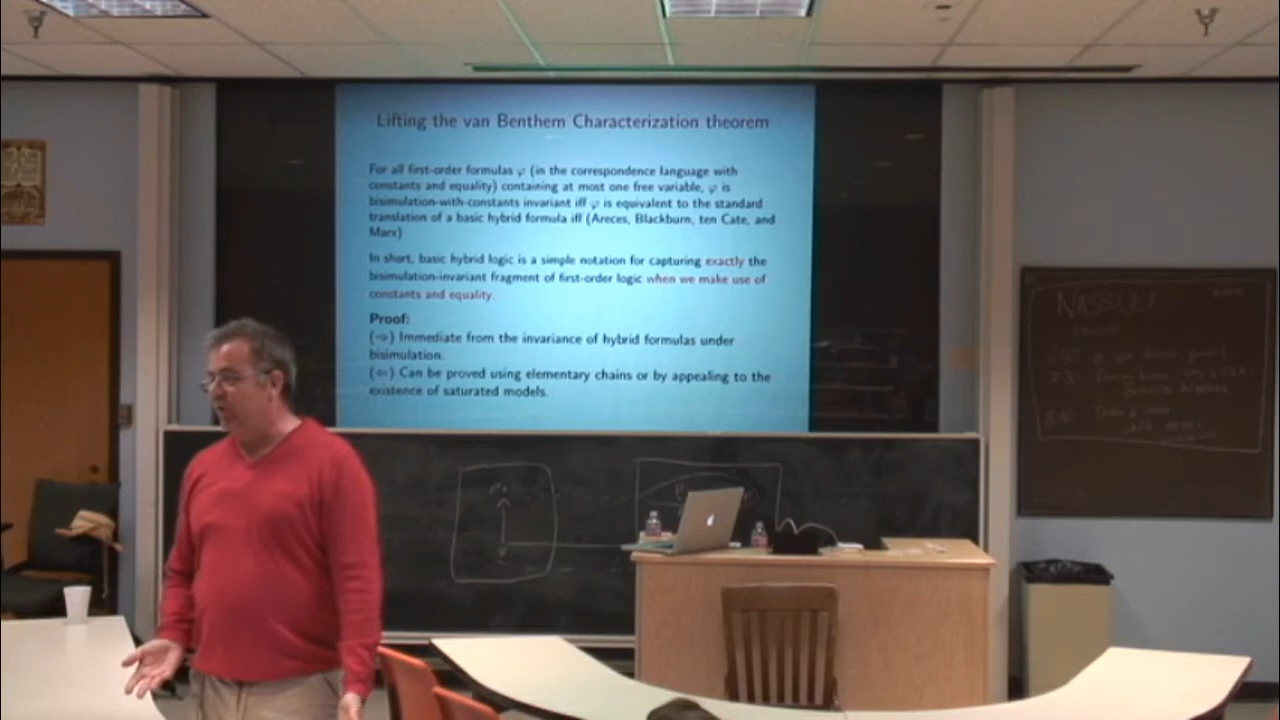 Lifting the van Benthem Characterization theorem
For all first-order formulas φ (in the correspondence language with
constants and equality) containing at most one free variable, φ is
bisimulation-with-constants invariant iff φ is equivalent to the standard
translation of a basic hybrid formula iff (Areces, Blackburn, ten Cate, and
Marx)
In short, basic hybrid logic is a simple notation for capturing exactly the
bisimulation-invariant fragment of first-order logic when we make use of
constants and equality.
Proof:
(⇒) Immediate from the invariance of hybrid formulas under
bisimulation.
(⇐) Can be proved using elementary chains or by appealing to the
existence of saturated models.
NASSLLI